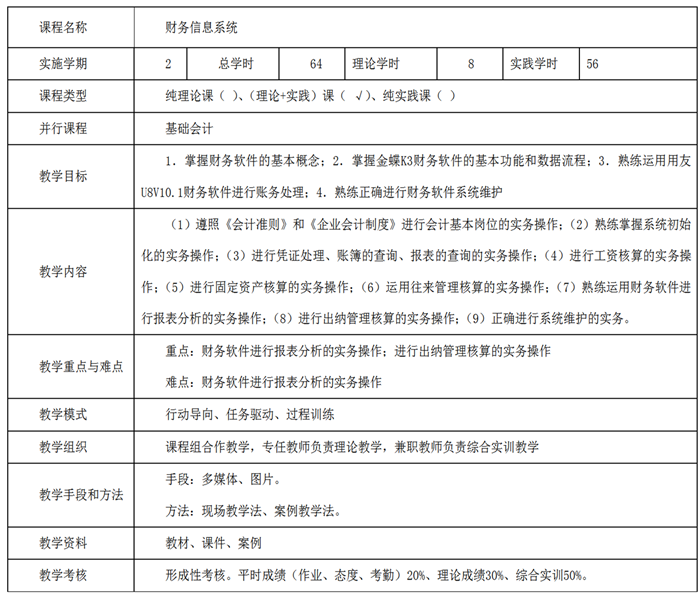 课程名称 财务信息系统
实施学期 2 总学时 64 理论学时 8 实践学时 56
课程类型 纯理论课（ ）、（理论+实践）课（ √）、纯实践课（ ）
并行课程 基础会计
教学目标
1．掌握财务软件的基本概念；2．掌握金蝶K3财务软件的基本功能和数据流程；3．熟练运用用友
U8V10.1财务软件进行账务处理；4．熟练正确进行财务软件系统维护
教学内容
（1）遵照《会计准则》和《企业会计制度》进行会计基本岗位的实务操作；（2）熟练掌握系统初始
化的实务操作；（3）进行凭证处理、账簿的查询、报表的查询的实务操作；（4）进行工资核算的实务操
作；（5）进行固定资产核算的实务操作；（6）运用往来管理核算的实务操作；（7）熟练运用财务软件进
行报表分析的实务操作；（8）进行出纳管理核算的实务操作；（9）正确进行系统维护的实务。
教学重点与难点
重点：财务软件进行报表分析的实务操作；进行出纳管理核算的实务操作
难点：财务软件进行报表分析的实务操作
教学模式 行动导向、任务驱动、过程训练
教学组织 课程组合作教学，专任教师负责理论教学，兼职教师负责综合实训教学
教学手段和方法
手段：多媒体、图片。
方法：现场教学法、案例教学法。
教学资料 教材、课件、案例
教学考核 形成性考核。平时成绩（作业、态度、考勤）20%、理论成绩30%、综合实训50%。